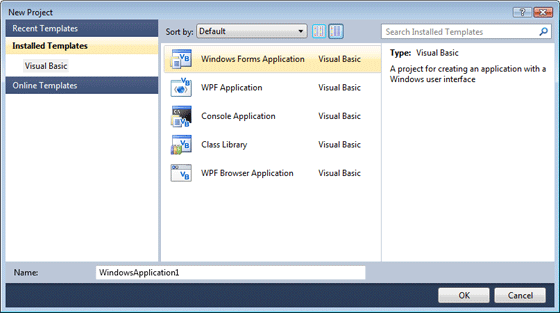 New Project
Recent Templates
Installed Templates
Visual Basic
Online Templates
Sort by: Default
Search Installed Templates
Windows Forms Application Visual Basic
WPF Application Visual Basic
Console Application Visual Basic
Class Library Visual Basic
WPF Browser Application Visual Basic
Type: Visual Basic
A project for creating an application with a
Windows user interface
Name: WindowsApplication1
OK Cancel